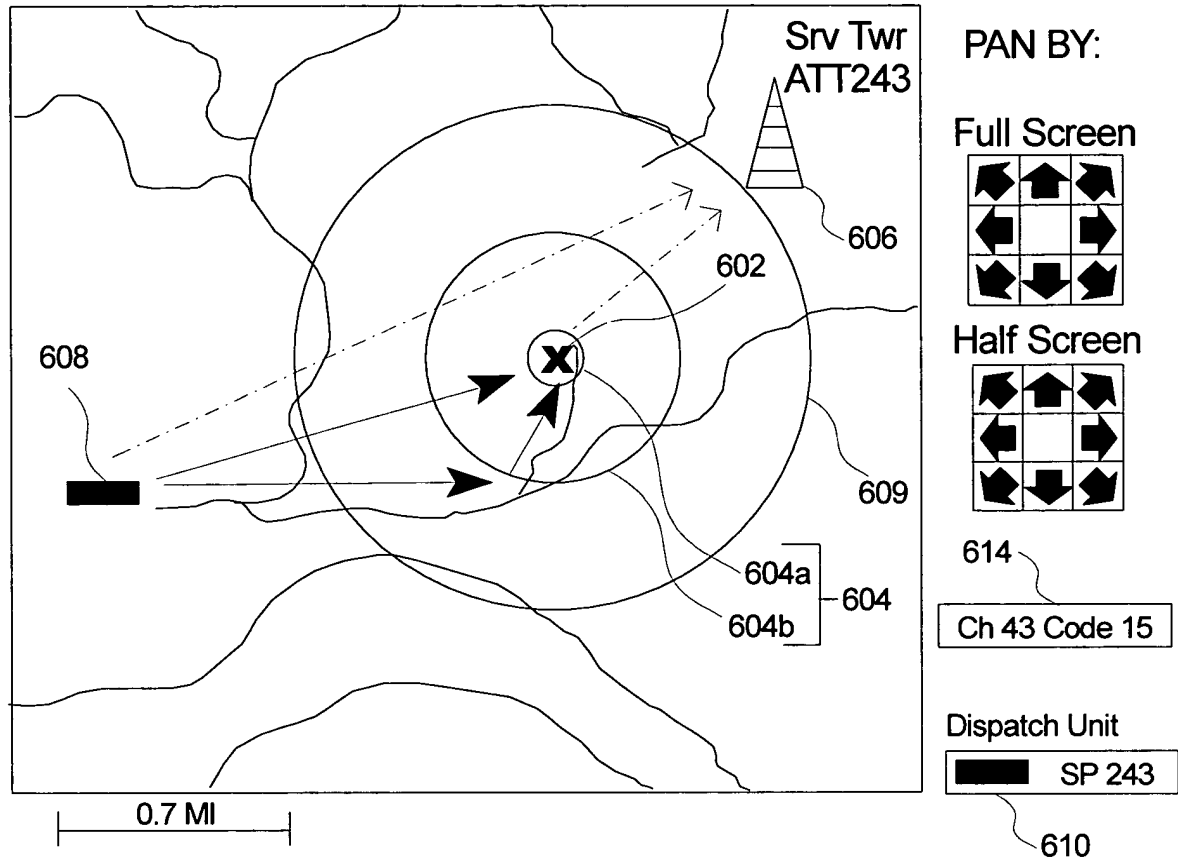 Srv Twr
ATT243
PAN BY:
Full Screen
606
602
Half Screen
608
609
614
604a
604
604b
Ch 43 Code 15
Dispatch Unit
SP 243
0.7 MI
610